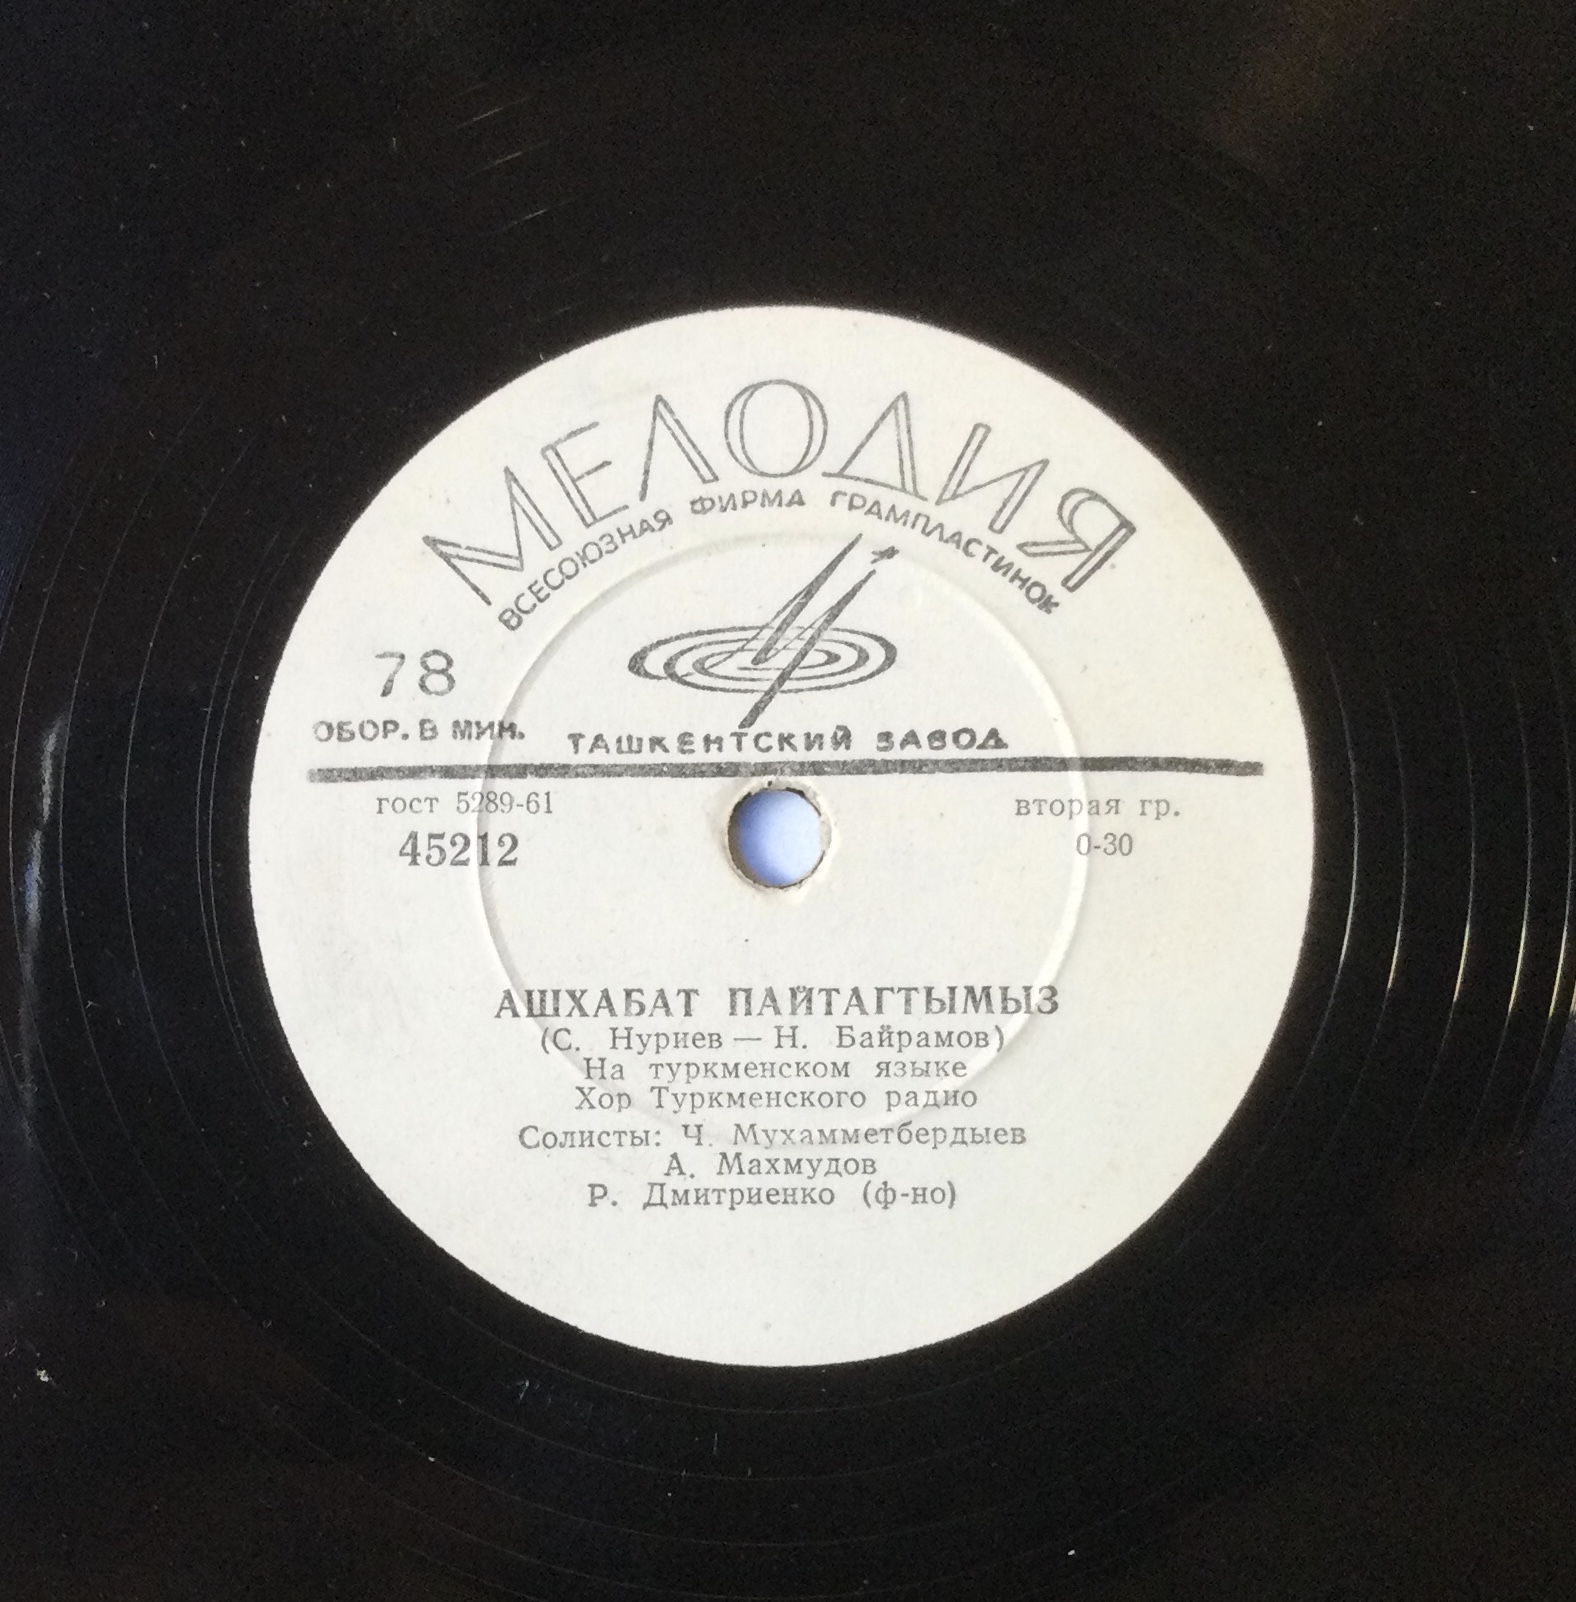 МЕЛОДИЯ
ВСЕСОЮЗНАЯ ФИРМА ГРАМПЛАСТИНОК
78
ОБОР. В МИН.
ТАШКЕНТСКИЙ ЗАВОД
гост 5289-61
вторая гр.
45212
0-30
АШХАБАТ ПАЙТАГТЫМЫЗ
(С. Нуриев — Н. Байрамов)
На туркменском языке
Хор Туркменского радио
Солисты: Ч. Мухамметбердыев
А. Махмудов
Р. Дмитриенко (ф-но)